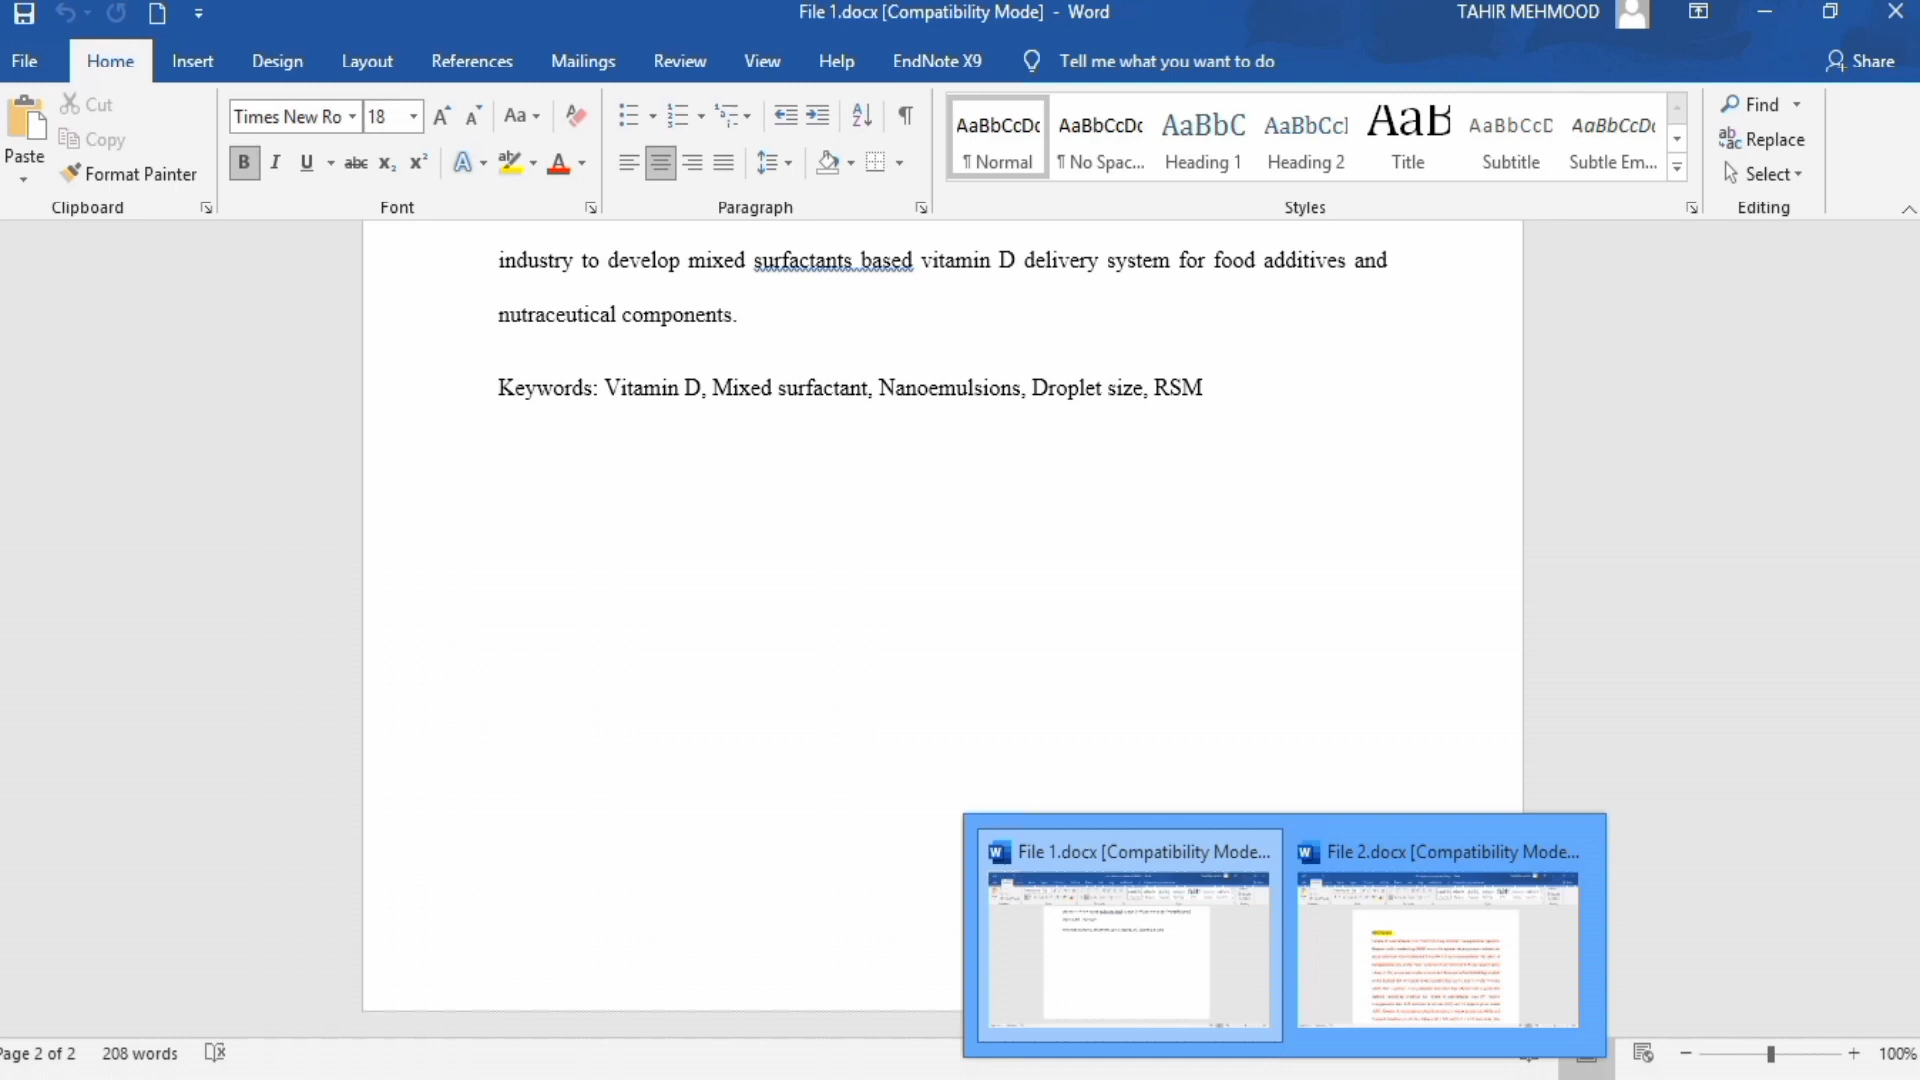 File 1.docx [Compatibility Mode] - Word
TAHIR MEHMOOD
File Home Insert Design Layout References Mailings Review View Help EndNote X9 Tell me what you want to do Share
Cut
Copy
Paste
Format Painter
Clipboard
Times New Ro 18
Font
Paragraph
AaBbCcDc AaBbCcDc AaBbC AaBbCcl AaB AaBbCcD AaBbCcDc
¶ Normal ¶ No Spac... Heading 1 Heading 2 Title Subtitle Subtle Em...
Styles
Find
Replace
Select
Editing
industry to develop mixed surfactants based vitamin D delivery system for food additives and
nutraceutical components.
Keywords: Vitamin D, Mixed surfactant, Nanoemulsions, Droplet size, RSM
File 1.docx [Compatibility Mode...
File 2.docx [Compatibility Mode...
Page 2 of 2 208 words
100%